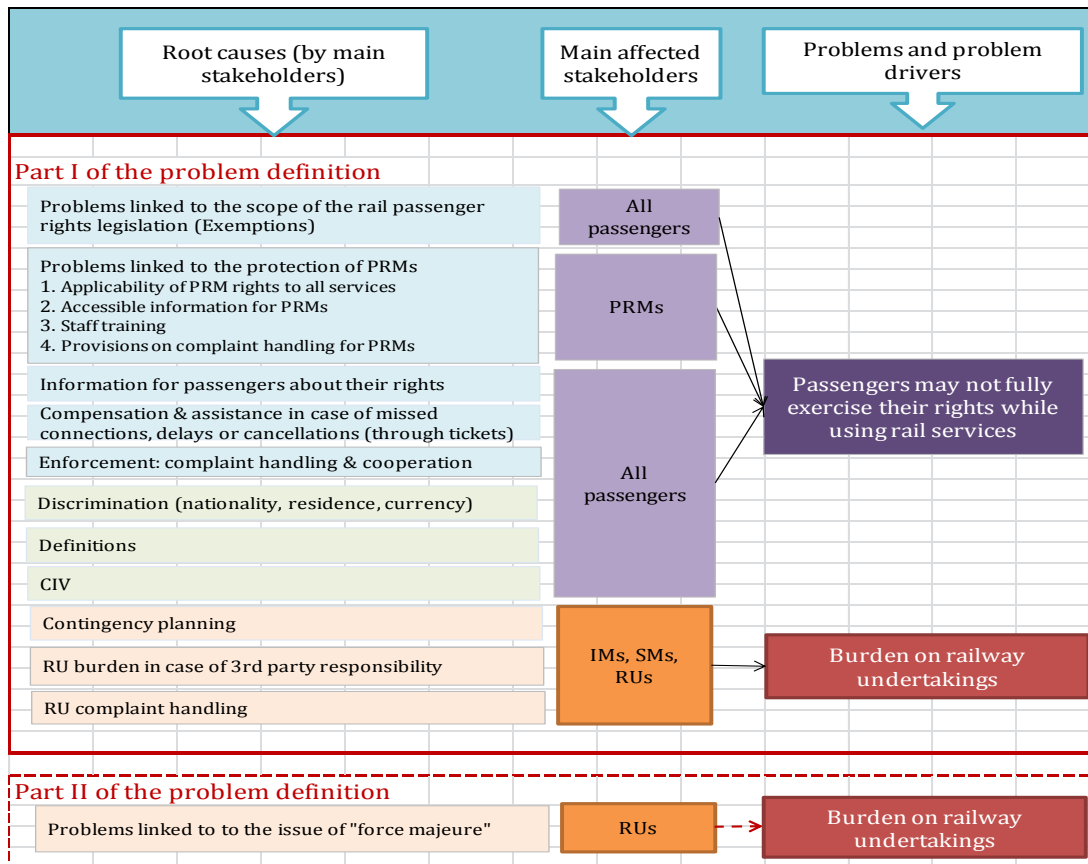 Root causes (by main
stakeholders)
Main affected
stakeholders
Problems and problem
drivers
Part I of the problem definition
Problems linked to the scope of the rail passenger
rights legislation (Exemptions)
All
passengers
Problems linked to the protection of PRMs
1. Applicability of PRM rights to all services
2. Accessible information for PRMs
3. Staff training
4. Provisions on complaint handling for PRMs
PRMs
Information for passengers about their rights
Compensation & assistance in case of missed
connections, delays or cancellations (through tickets)
Enforcement: complaint handling & cooperation
Discrimination (nationality, residence, currency)
Definitions
CIV
All
passengers
Passengers may not fully
exercise their rights while
using rail services
Contingency planning
RU burden in case of 3rd party responsibility
RU complaint handling
IMs, SMs,
RUs
Burden on railway
undertakings
Part II of the problem definition
Problems linked to to the issue of "force majeure"
RUs
Burden on railway
undertakings